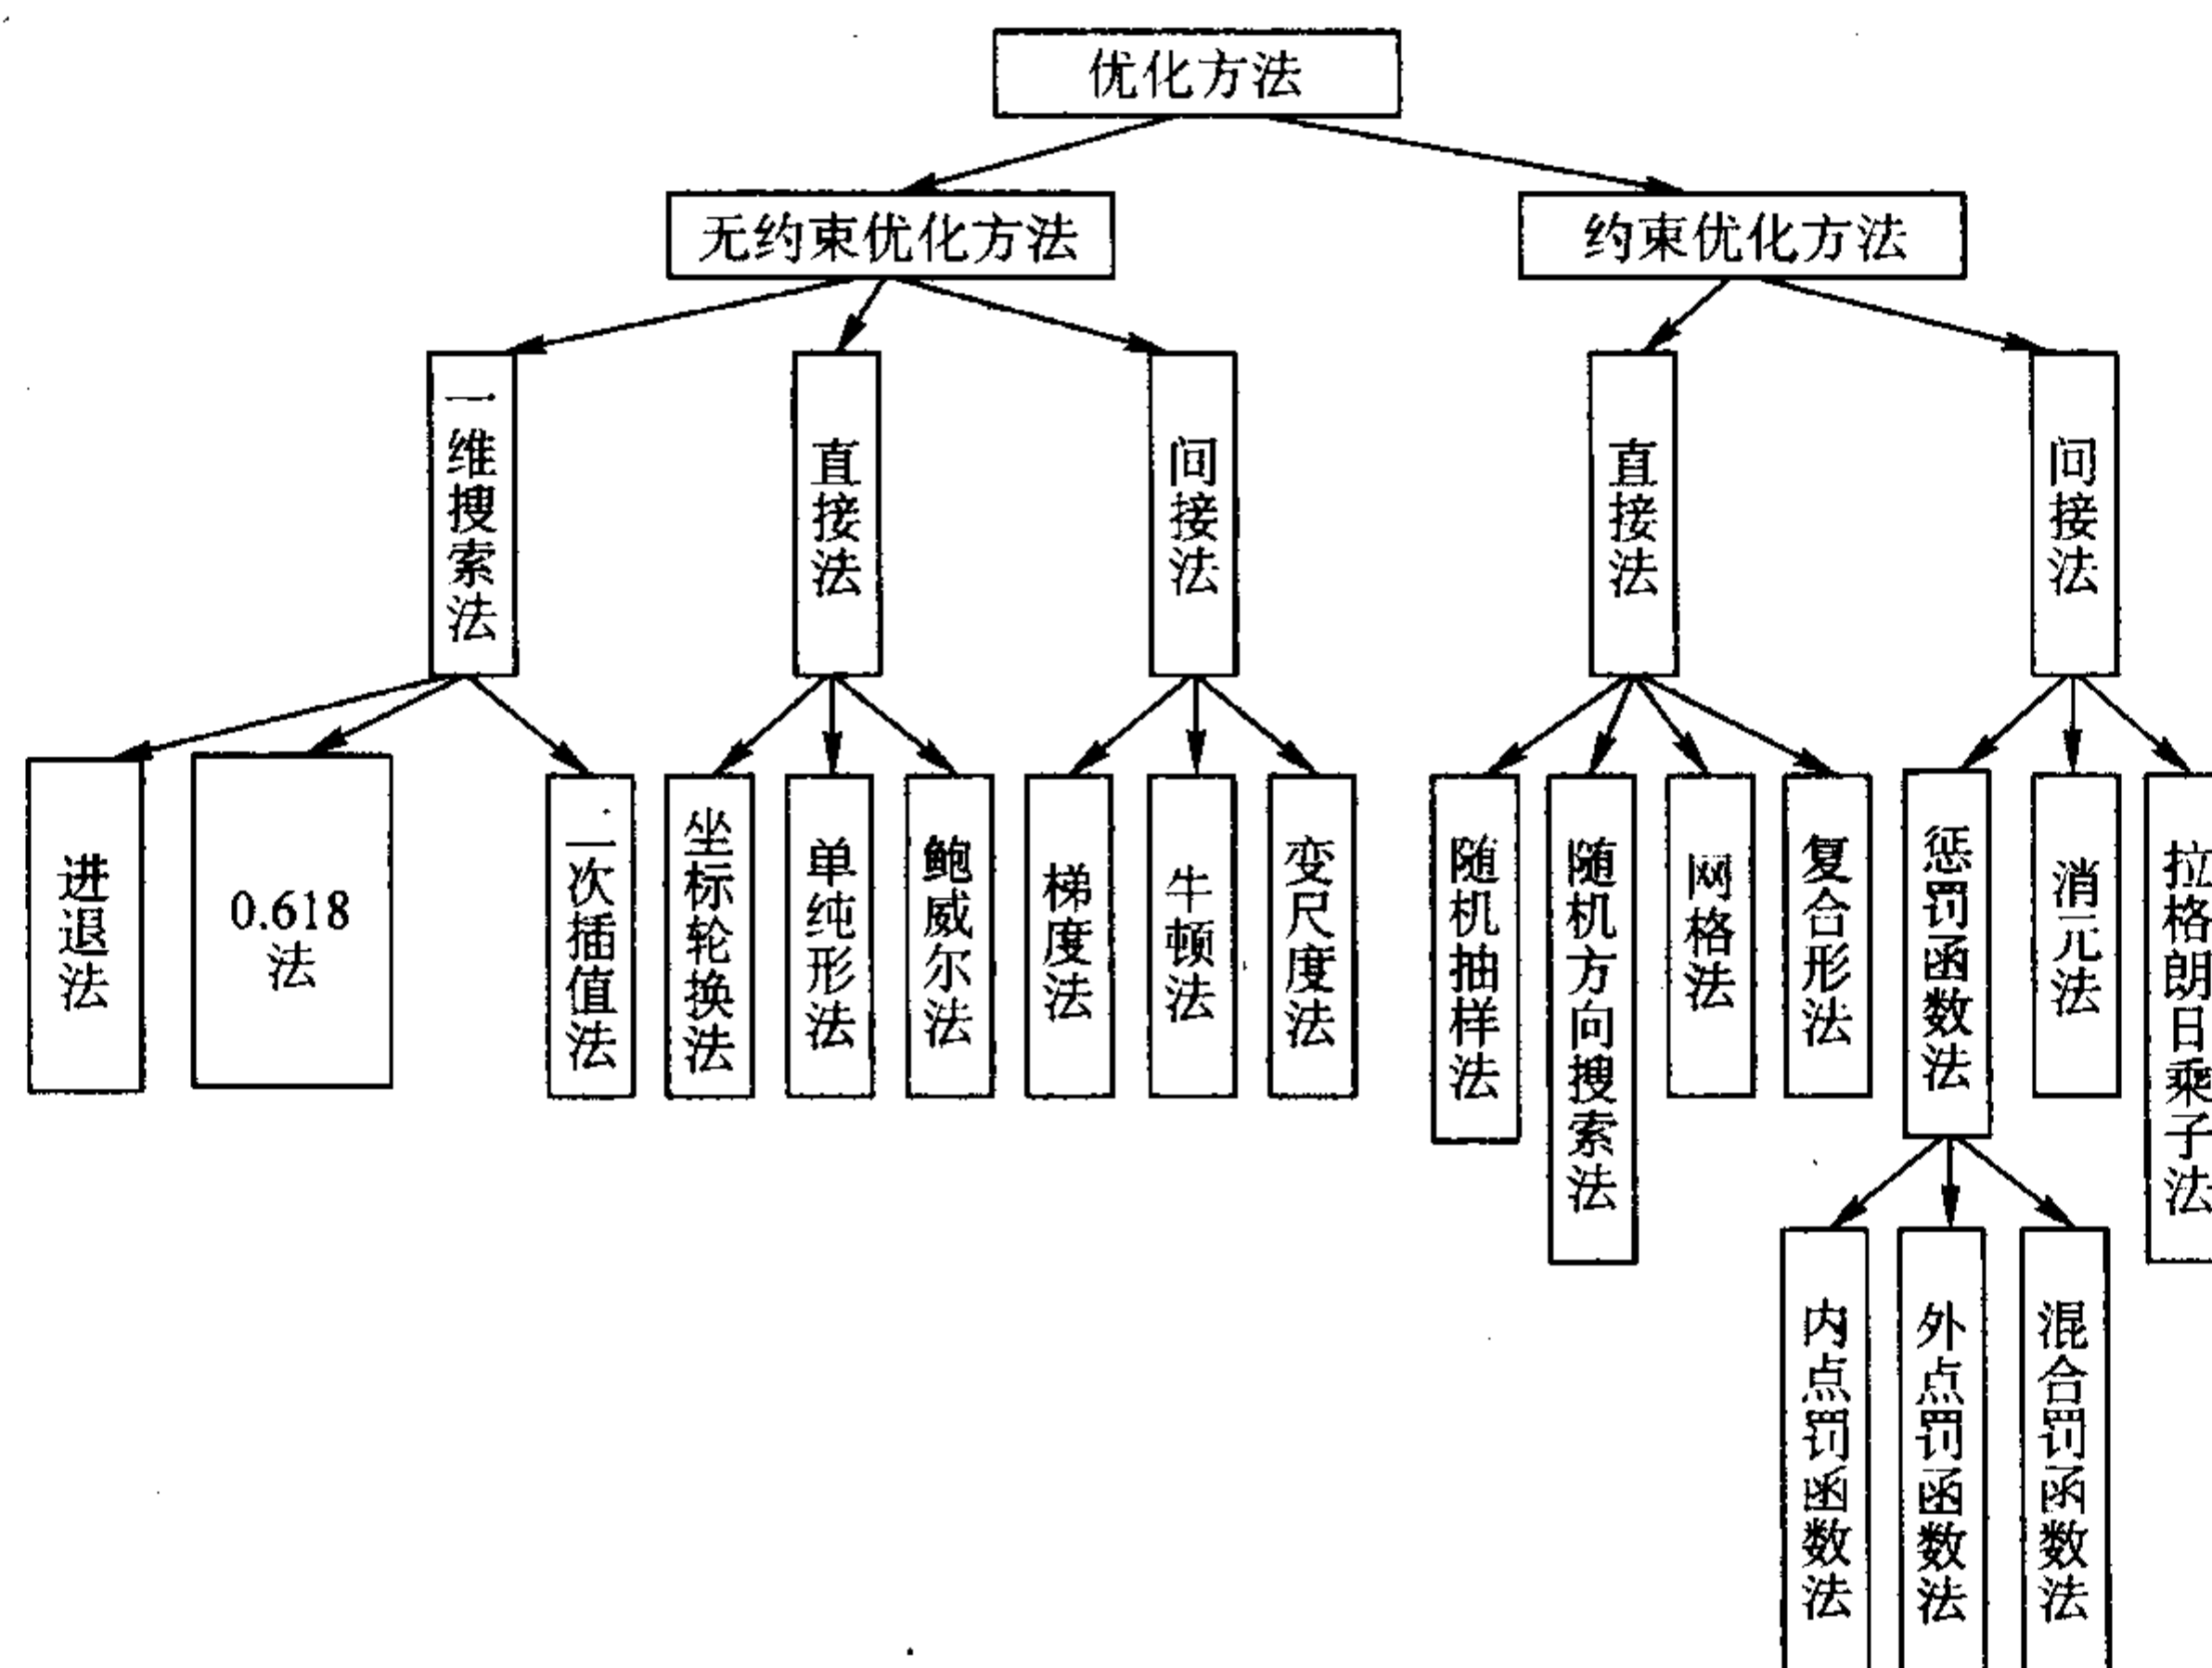 优化方法
无约束优化方法
约束优化方法
一维搜索法
直接法
间接法
直接法
间接法
进退法
0.618
法
二次插值法
坐标轮换法
单纯形法
鲍威尔法
梯度法
牛顿法
变尺度法
随机抽样法
随机方向搜索法
网格法
复合形法
惩罚函数法
消元法
拉格朗日乘子法
内点罚函数法
外点罚函数法
混合罚函数法